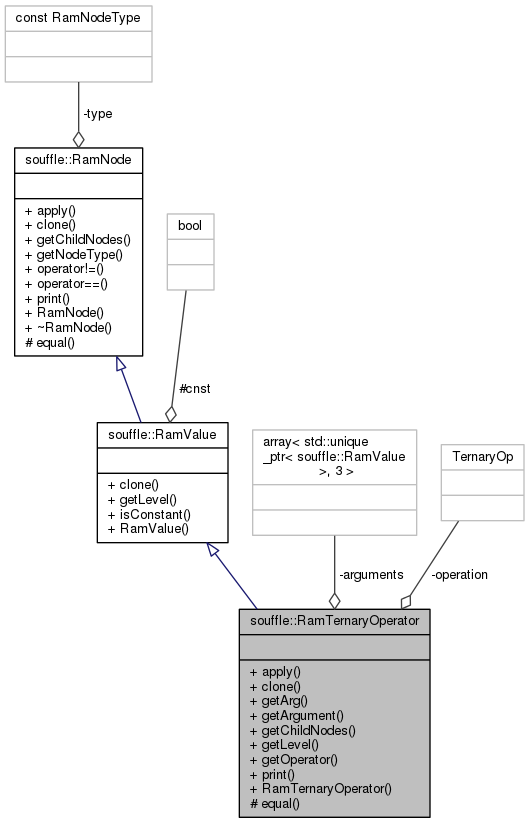 const RamNodeType
-type
souffle::RamNode
+ apply()
+ clone()
+ getChildNodes()
+ getNodeType()
+ operator!=()
+ operator==()
+ print()
+ RamNode()
+ ~RamNode()
# equal()
bool
#cnst
souffle::RamValue
+ clone()
+ getLevel()
+ isConstant()
+ RamValue()
array< std::unique
_ptr< souffle::RamValue
>, 3 >
TernaryOp
-arguments
-operation
souffle::RamTernaryOperator
+ apply()
+ clone()
+ getArg()
+ getArgument()
+ getChildNodes()
+ getLevel()
+ getOperator()
+ print()
+ RamTernaryOperator()
# equal()